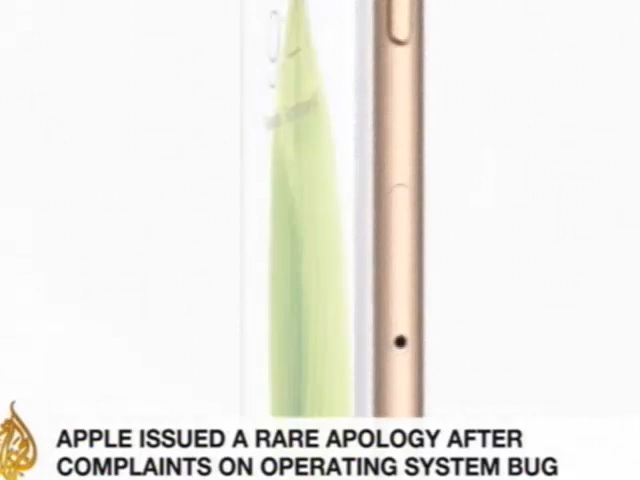 APPLE ISSUED A RARE APOLOGY AFTER
COMPLAINTS ON OPERATING SYSTEM BUG